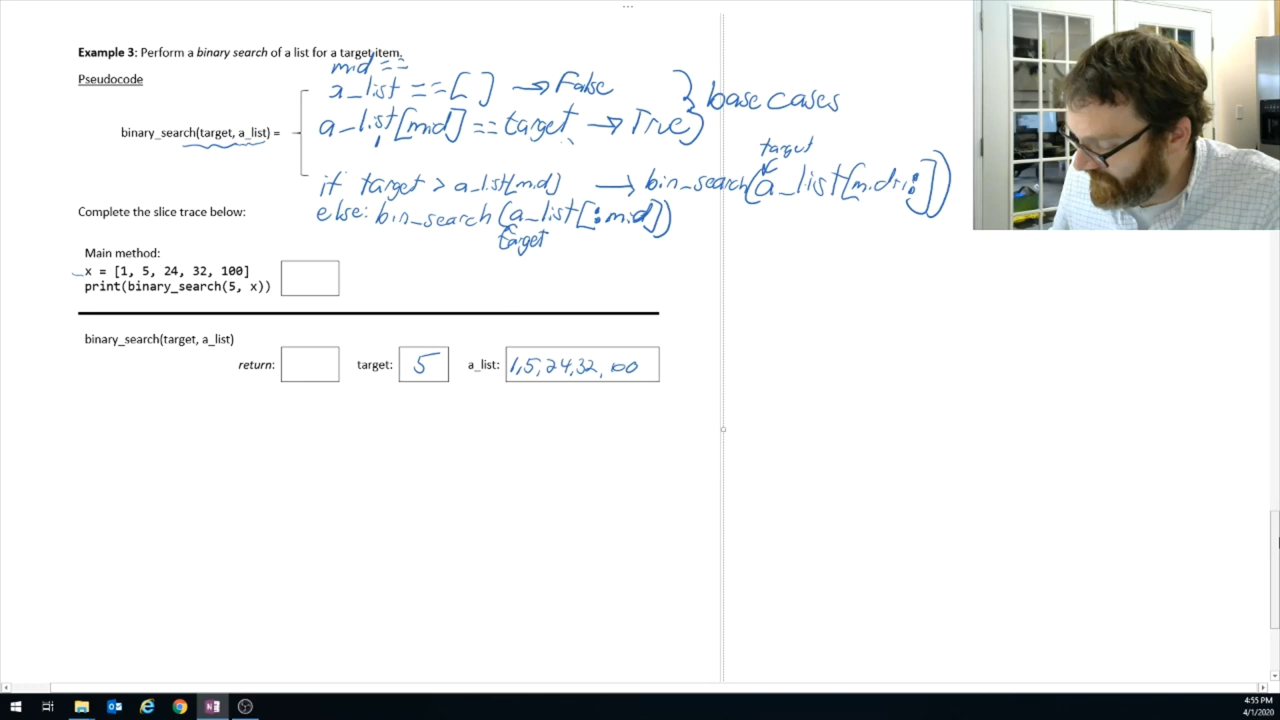 Example 3: Perform a binary search of a list for a target item.
Pseudocode
mid ==
x_list == [ ] → False
base cases
binary_search(target, a_list) =
a_list[mid] == target → True
target
if target > a_list[mid] → bin_search(a_list[mid+1:])
else: bin_search(a_list[:mid])
target
Complete the slice trace below:
Main method:
x = [1, 5, 24, 32, 100]
print(binary_search(5, x))
binary_search(target, a_list)
return: target: 5 a_list: 1,5,24,32,100
4:55 PM
4/1/2020